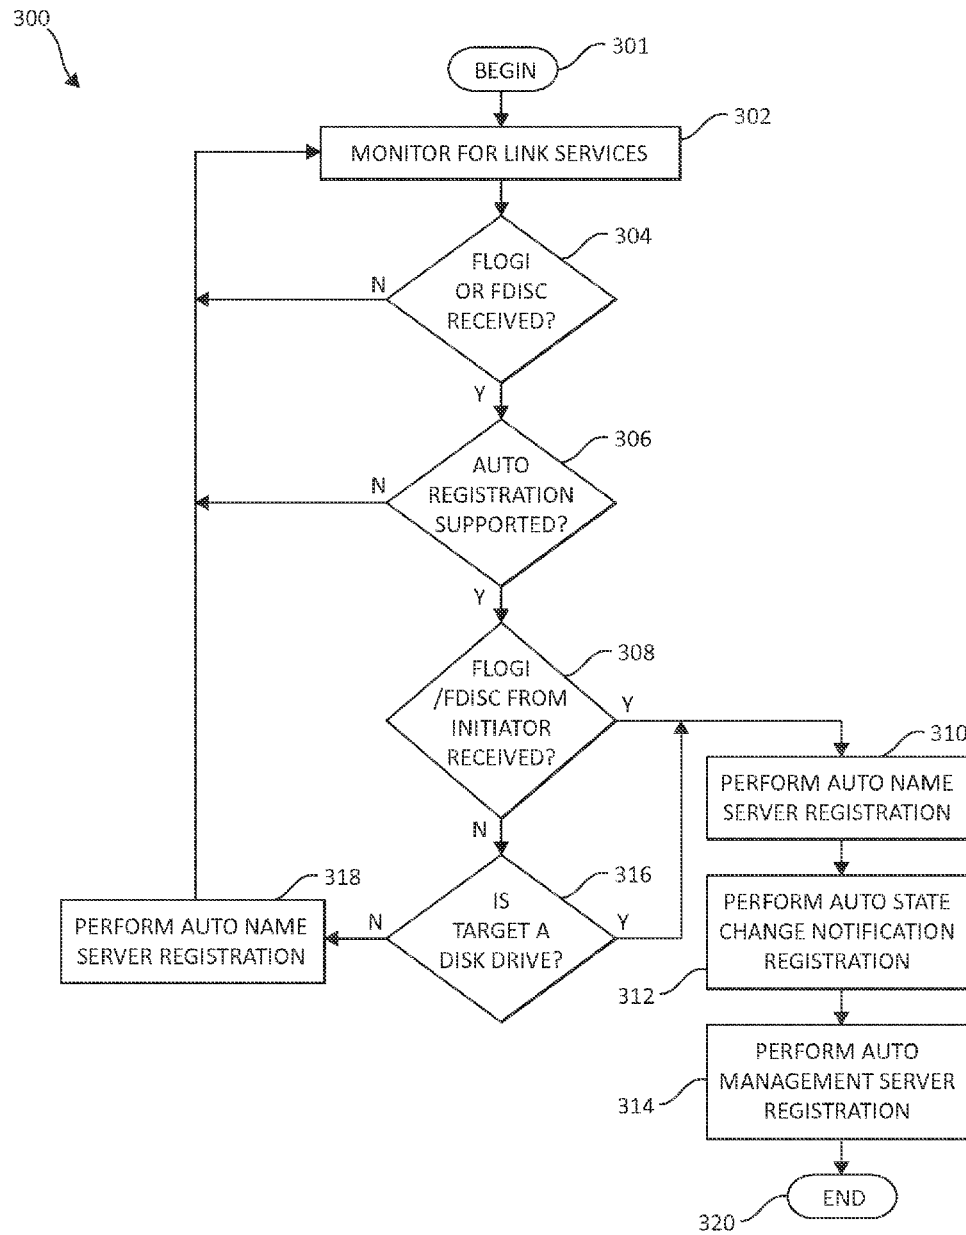 300
BEGIN
301
MONITOR FOR LINK SERVICES
302
FLOGI
OR FDISC
RECEIVED?
304
N
Y
AUTO
REGISTRATION
SUPPORTED?
306
N
Y
FLOGI
/FDISC FROM
INITIATOR
RECEIVED?
308
Y
N
PERFORM AUTO NAME
SERVER REGISTRATION
310
PERFORM AUTO STATE
CHANGE NOTIFICATION
REGISTRATION
312
PERFORM AUTO
MANAGEMENT SERVER
REGISTRATION
314
IS
TARGET A
DISK DRIVE?
316
Y
N
PERFORM AUTO NAME
SERVER REGISTRATION
318
END
320